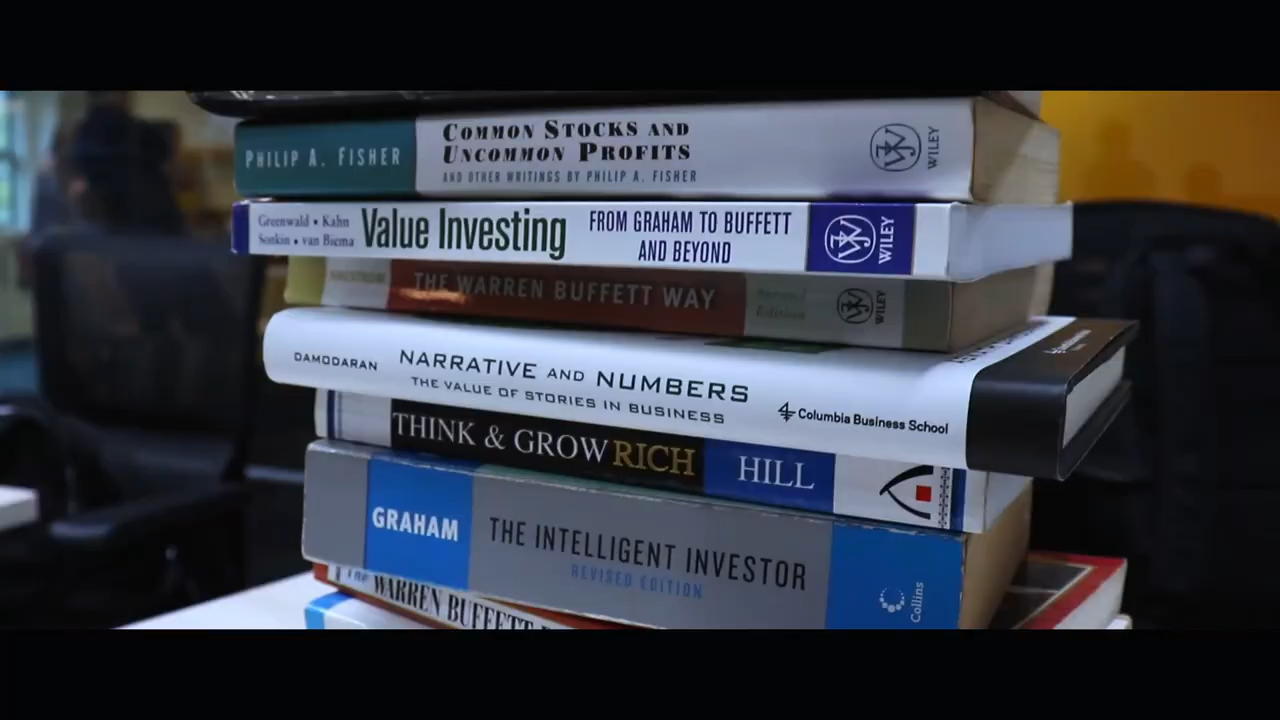 PHILIP A. FISHER
COMMON STOCKS AND
UNCOMMON PROFITS
AND OTHER WRITINGS BY PHILIP A. FISHER
WILEY
Greenwald • Kahn
Sonkin • van Biema
Value Investing
FROM GRAHAM TO BUFFETT
AND BEYOND
WILEY
THE WARREN BUFFETT WAY
Second
Edition
WILEY
DAMODARAN
NARRATIVE AND NUMBERS
THE VALUE OF STORIES IN BUSINESS
Columbia Business School
THINK & GROW RICH
HILL
GRAHAM
THE INTELLIGENT INVESTOR
REVISED EDITION
Collins
The
WARREN BUFFETT